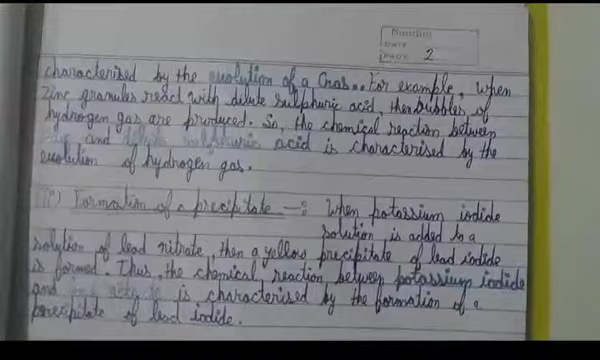 Date
Page 2
characterised by the evolution of a Gas.. For example, when
zinc granules react with dilute sulphuric acid, then bubbles of
hydrogen gas are produced. So, the chemical reaction between
and sulphuric acid is characterised by the
evolution of hydrogen gas.
Formation of a precipitate —: When potassium iodide
solution is added to a
solution of lead nitrate, then a yellow precipitate of lead iodide
is formed. Thus, the chemical reaction between potassium iodide
and is characterised by the formation of a
precipitate of lead iodide.